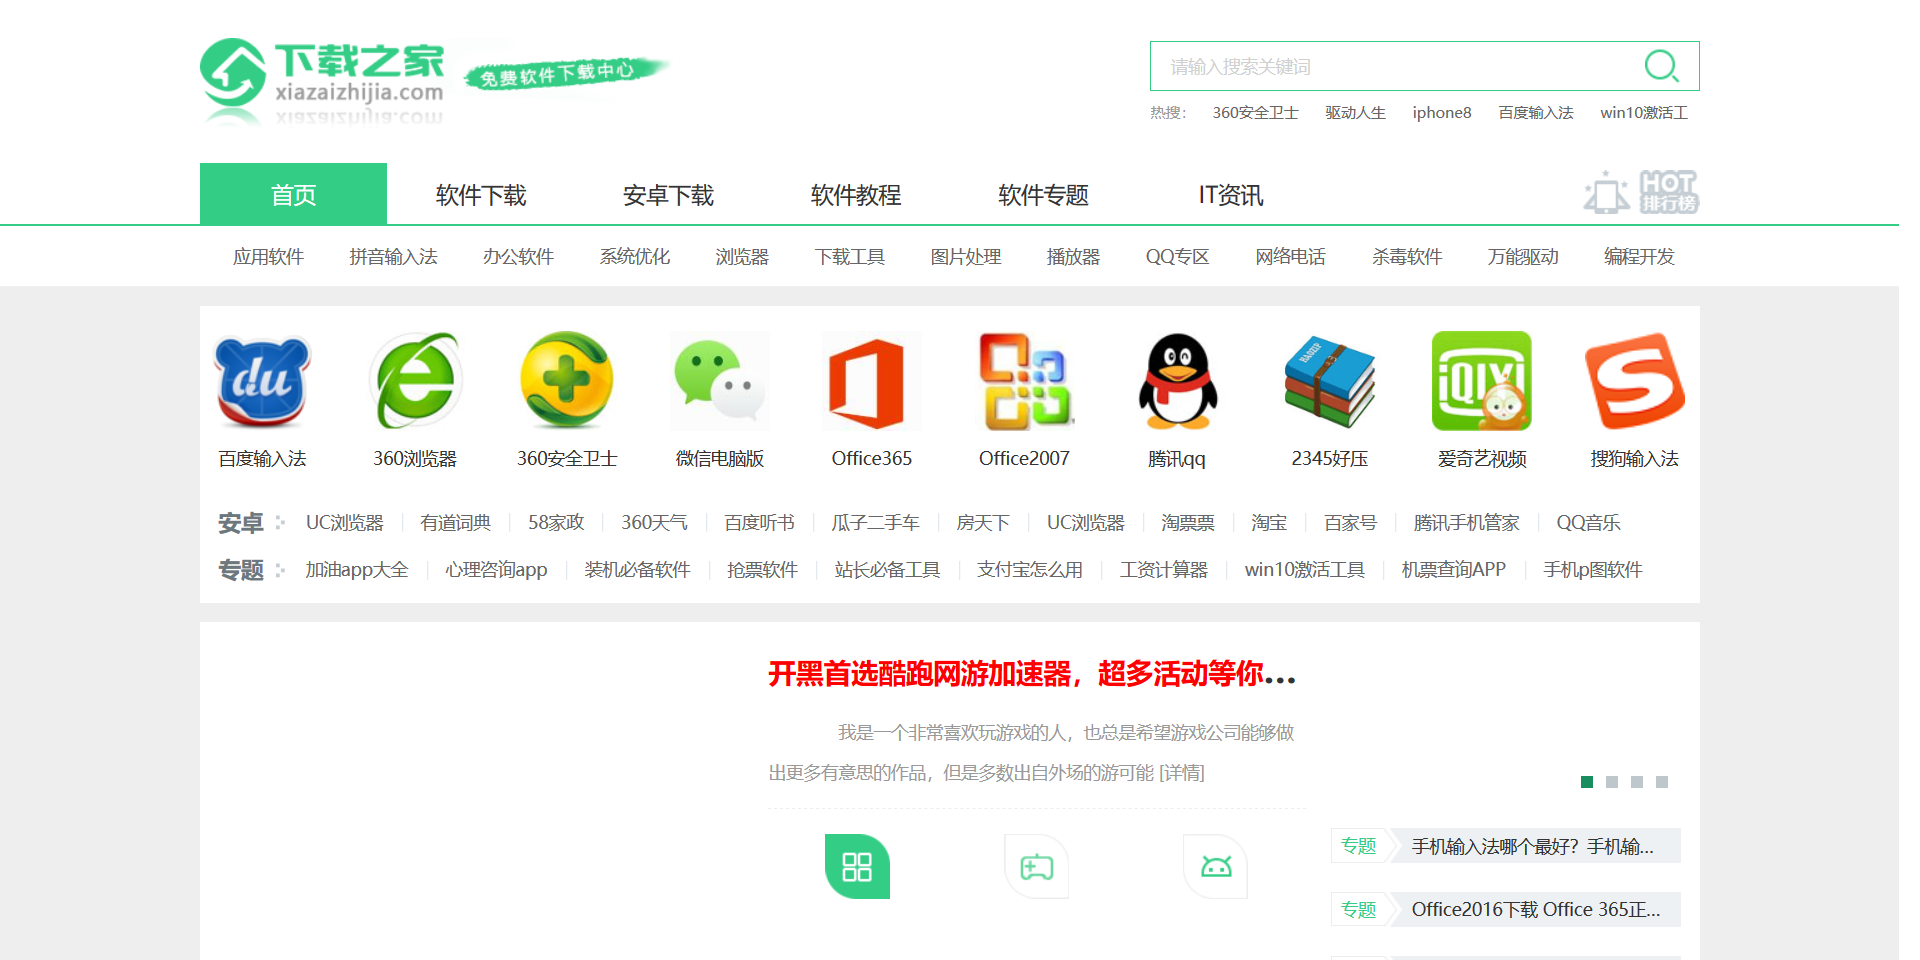 下载之家
xiazaizhijia.com
免费软件下载中心
请输入搜索关键词
热搜： 360安全卫士 驱动人生 iphone8 百度输入法 win10激活工
首页 软件下载 安卓下载 软件教程 软件专题 IT资讯
HOT
排行榜
应用软件 拼音输入法 办公软件 系统优化 浏览器 下载工具 图片处理 播放器 QQ专区 网络电话 杀毒软件 万能驱动 编程开发
du
HAOZIP
iQIYI
百度输入法 360浏览器 360安全卫士 微信电脑版 Office365 Office2007 腾讯qq 2345好压 爱奇艺视频 搜狗输入法
安卓 UC浏览器 有道词典 58家政 360天气 百度听书 瓜子二手车 房天下 UC浏览器 淘票票 淘宝 百家号 腾讯手机管家 QQ音乐
专题 加油app大全 心理咨询app 装机必备软件 抢票软件 站长必备工具 支付宝怎么用 工资计算器 win10激活工具 机票查询APP 手机p图软件
开黑首选酷跑网游加速器，超多活动等你...
我是一个非常喜欢玩游戏的人，也总是希望游戏公司能够做
出更多有意思的作品，但是多数出自外场的游可能 [详情]
专题 手机输入法哪个最好？手机输...
专题 Office2016下载 Office 365正...